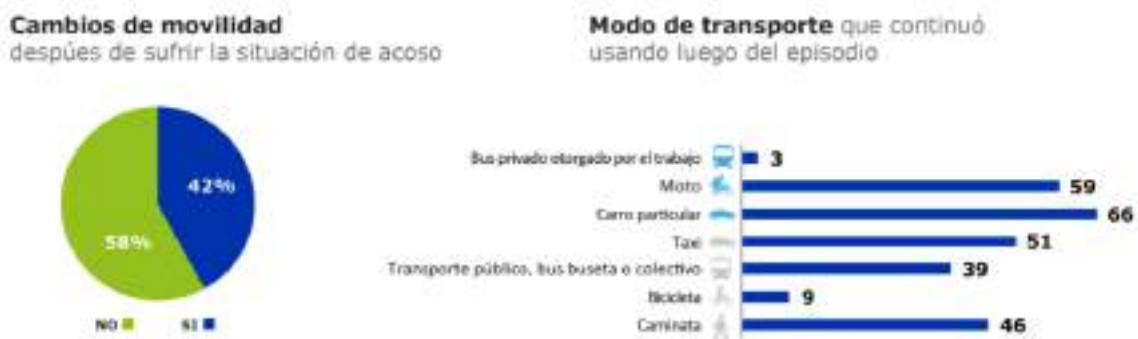 Cambios de movilidad
despúes de sufrir la situación de acoso
42%
58%
NO
SI
Modo de transporte que continuó
usando luego del episodio
Bus privado otorgado por el trabajo 3
Moto 59
Carro particular 66
Taxi 51
Transporte público, bus buseta o colectivo 39
Bicicleta 9
Caminata 46